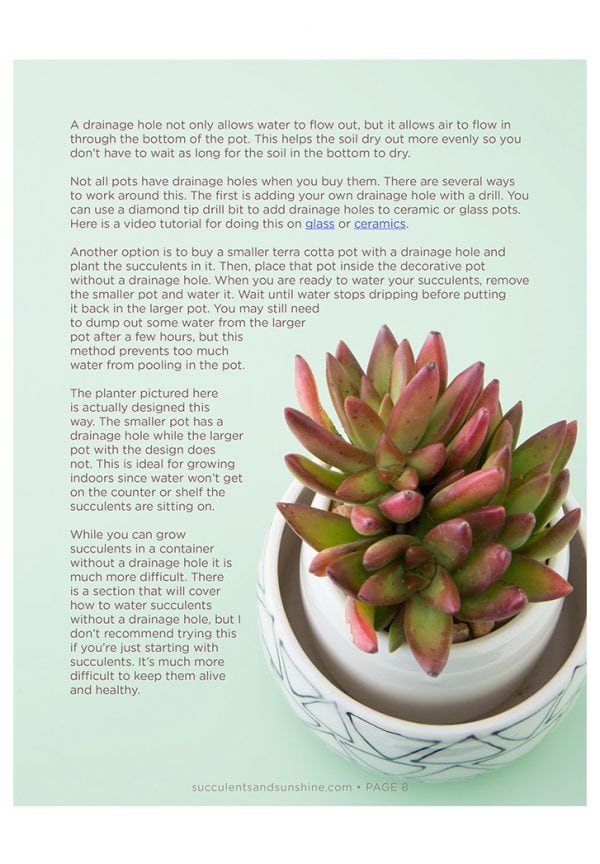 A drainage hole not only allows water to flow out, but it allows air to flow in
through the bottom of the pot. This helps the soil dry out more evenly so you
don't have to wait as long for the soil in the bottom to dry.
Not all pots have drainage holes when you buy them. There are several ways
to work around this. The first is adding your own drainage hole with a drill. You
can use a diamond tip drill bit to add drainage holes to ceramic or glass pots.
Here is a video tutorial for doing this on glass or ceramics.
Another option is to buy a smaller terra cotta pot with a drainage hole and
plant the succulents in it. Then, place that pot inside the decorative pot
without a drainage hole. When you are ready to water your succulents, remove
the smaller pot and water it. Wait until water stops dripping before putting
it back in the larger pot. You may still need
to dump out some water from the larger
pot after a few hours, but this
method prevents too much
water from pooling in the pot.
The planter pictured here
is actually designed this
way. The smaller pot has a
drainage hole while the larger
pot with the design does
not. This is ideal for growing
indoors since water won't get
on the counter or shelf the
succulents are sitting on.
While you can grow
succulents in a container
without a drainage hole it is
much more difficult. There
is a section that will cover
how to water succulents
without a drainage hole, but I
don't recommend trying this
if you're just starting with
succulents. It's much more
difficult to keep them alive
and healthy.
succulentsandsunshine.com • PAGE 8